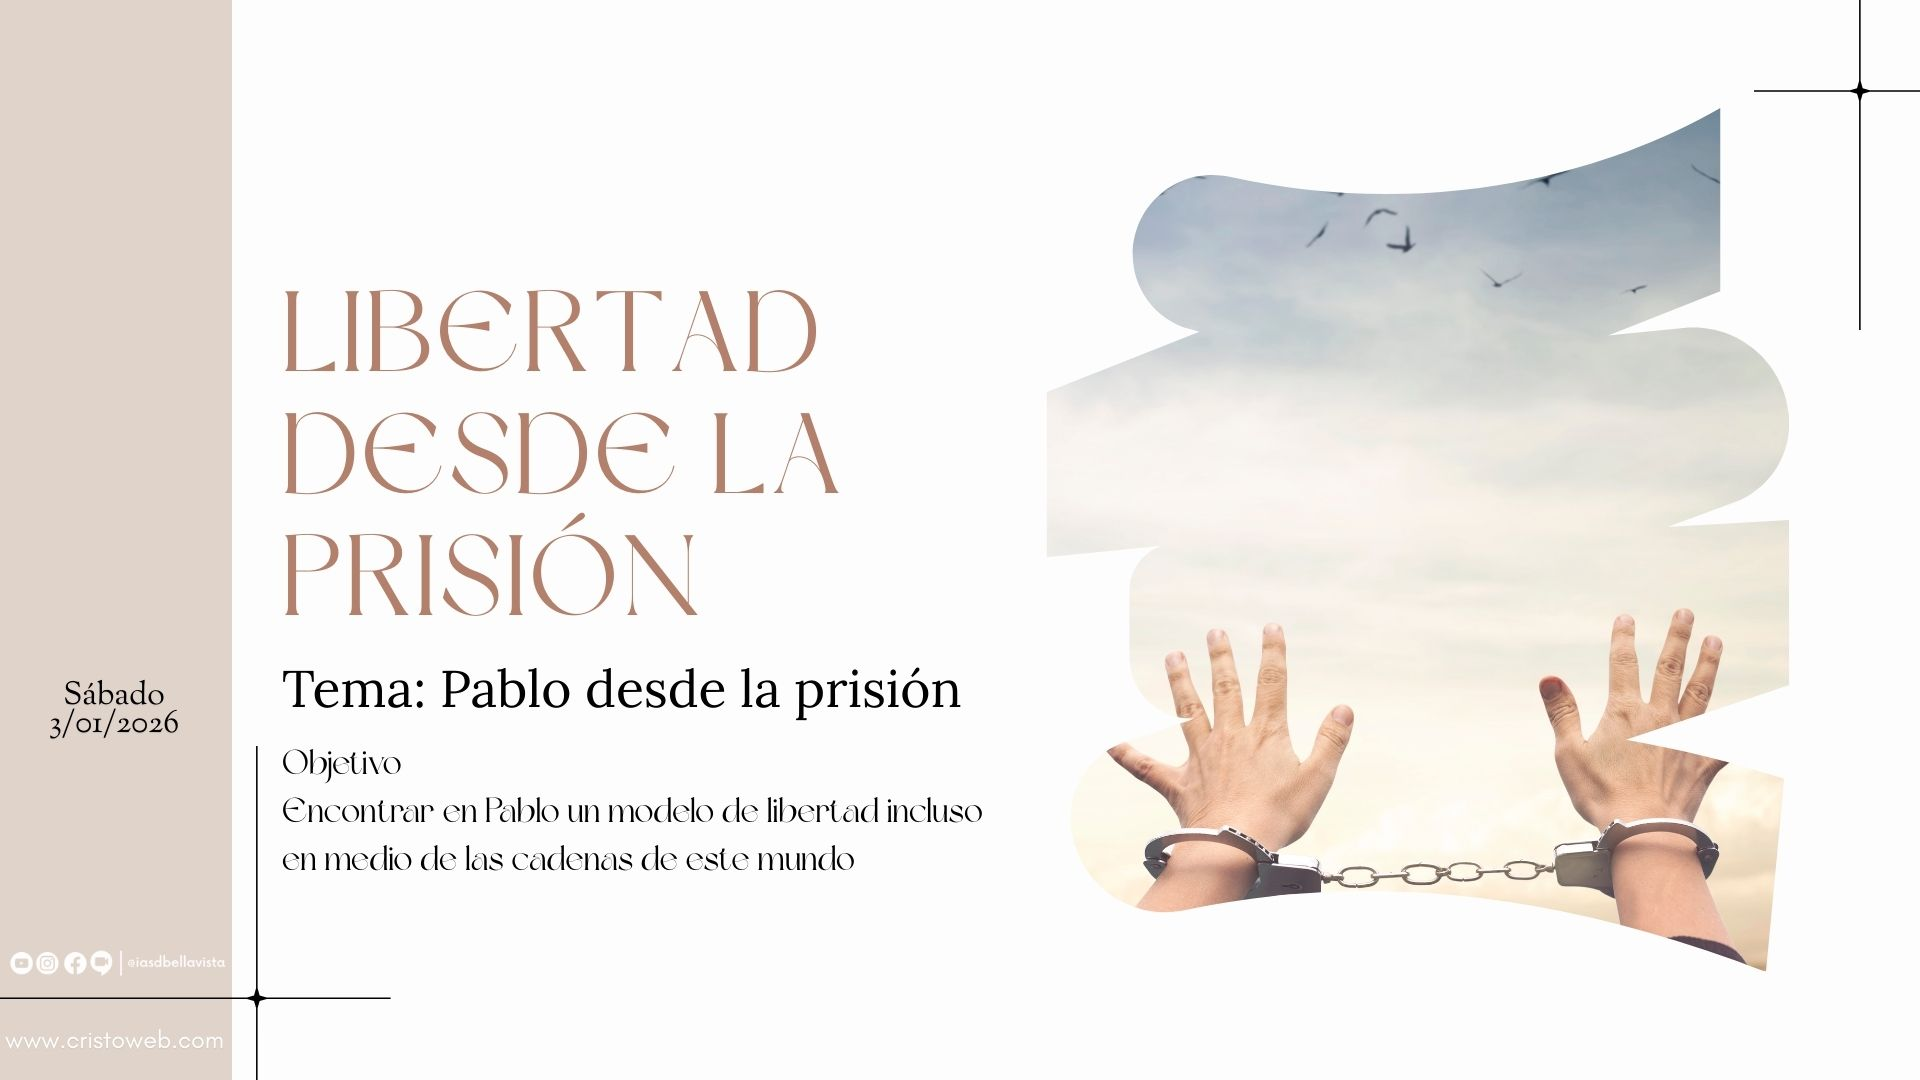 LIBERTAD
DESDE LA
PRISIÓN
Tema: Pablo desde la prisión
Objetivo
Encontrar en Pablo un modelo de libertad incluso
en medio de las cadenas de este mundo
Sábado
3/01/2026
@iasdbellavista
www.cristoweb.com